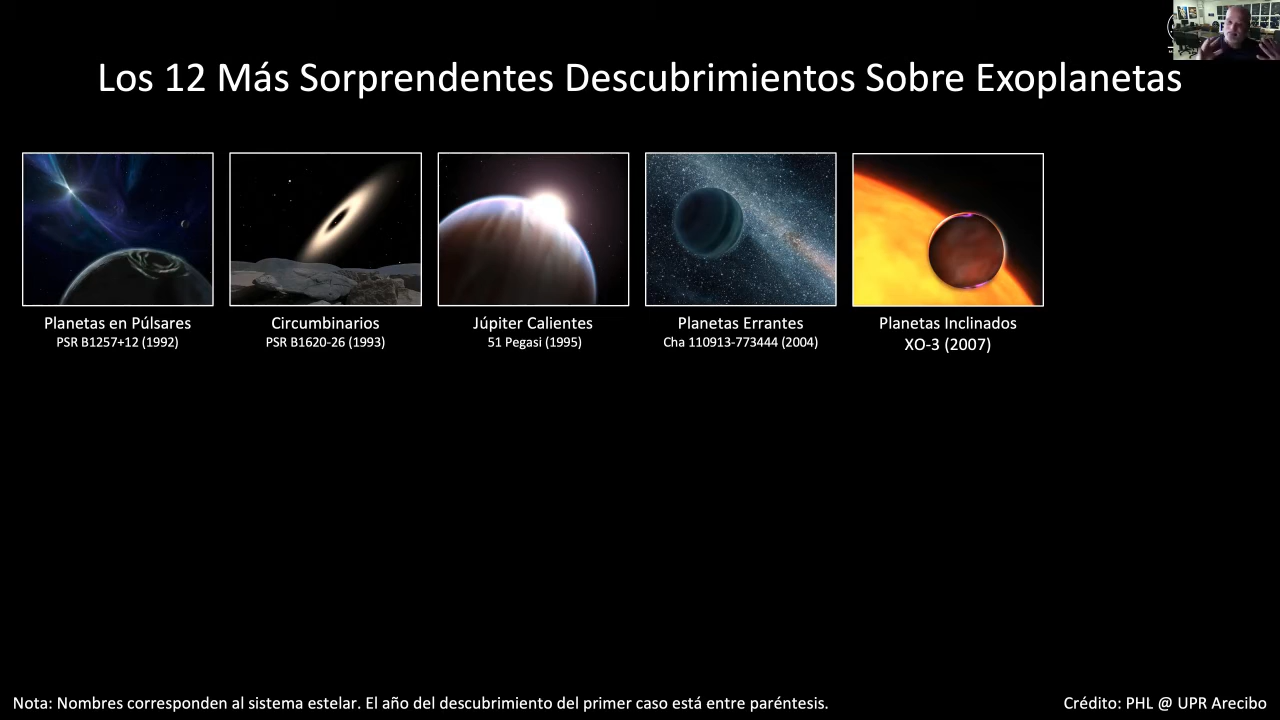 Los 12 Más Sorprendentes Descubrimientos Sobre Exoplanetas
Planetas en Púlsares
PSR B1257+12 (1992)
Circumbinarios
PSR B1620-26 (1993)
Júpiter Calientes
51 Pegasi (1995)
Planetas Errantes
Cha 110913-773444 (2004)
Planetas Inclinados
XO-3 (2007)
Nota: Nombres corresponden al sistema estelar. El año del descubrimiento del primer caso está entre paréntesis.
Crédito: PHL @ UPR Arecibo